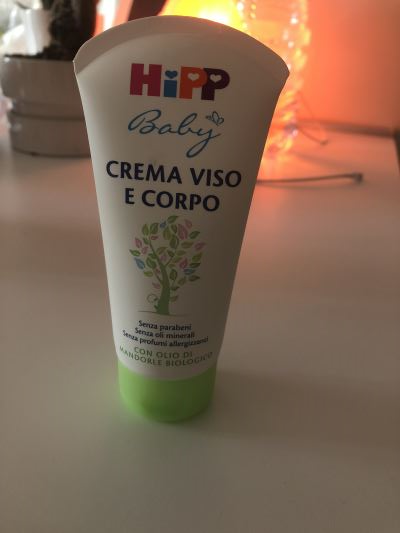 HiPP
Baby
CREMA VISO
E CORPO
Senza parabeni
Senza oli minerali
Senza profumi allergizzanti
CON OLIO DI
MANDORLE BIOLOGICO